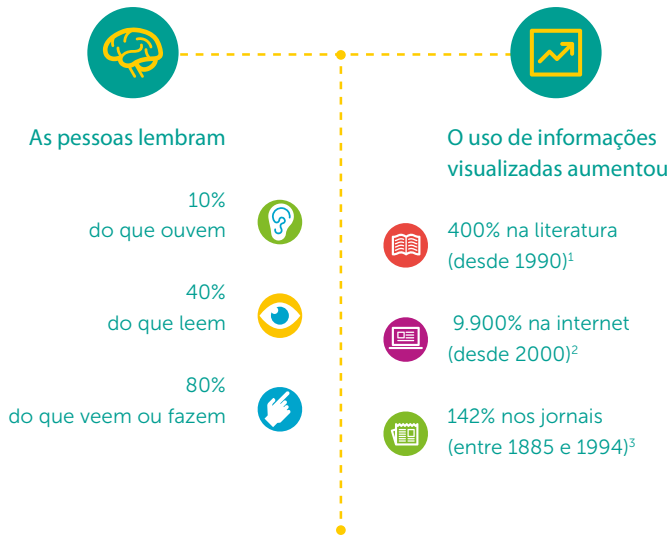 As pessoas lembram
10%
do que ouvem
40%
do que leem
80%
do que veem ou fazem
O uso de informações
visualizadas aumentou
400% na literatura
(desde 1990)¹
9.900% na internet
(desde 2000)²
142% nos jornais
(entre 1885 e 1994)³